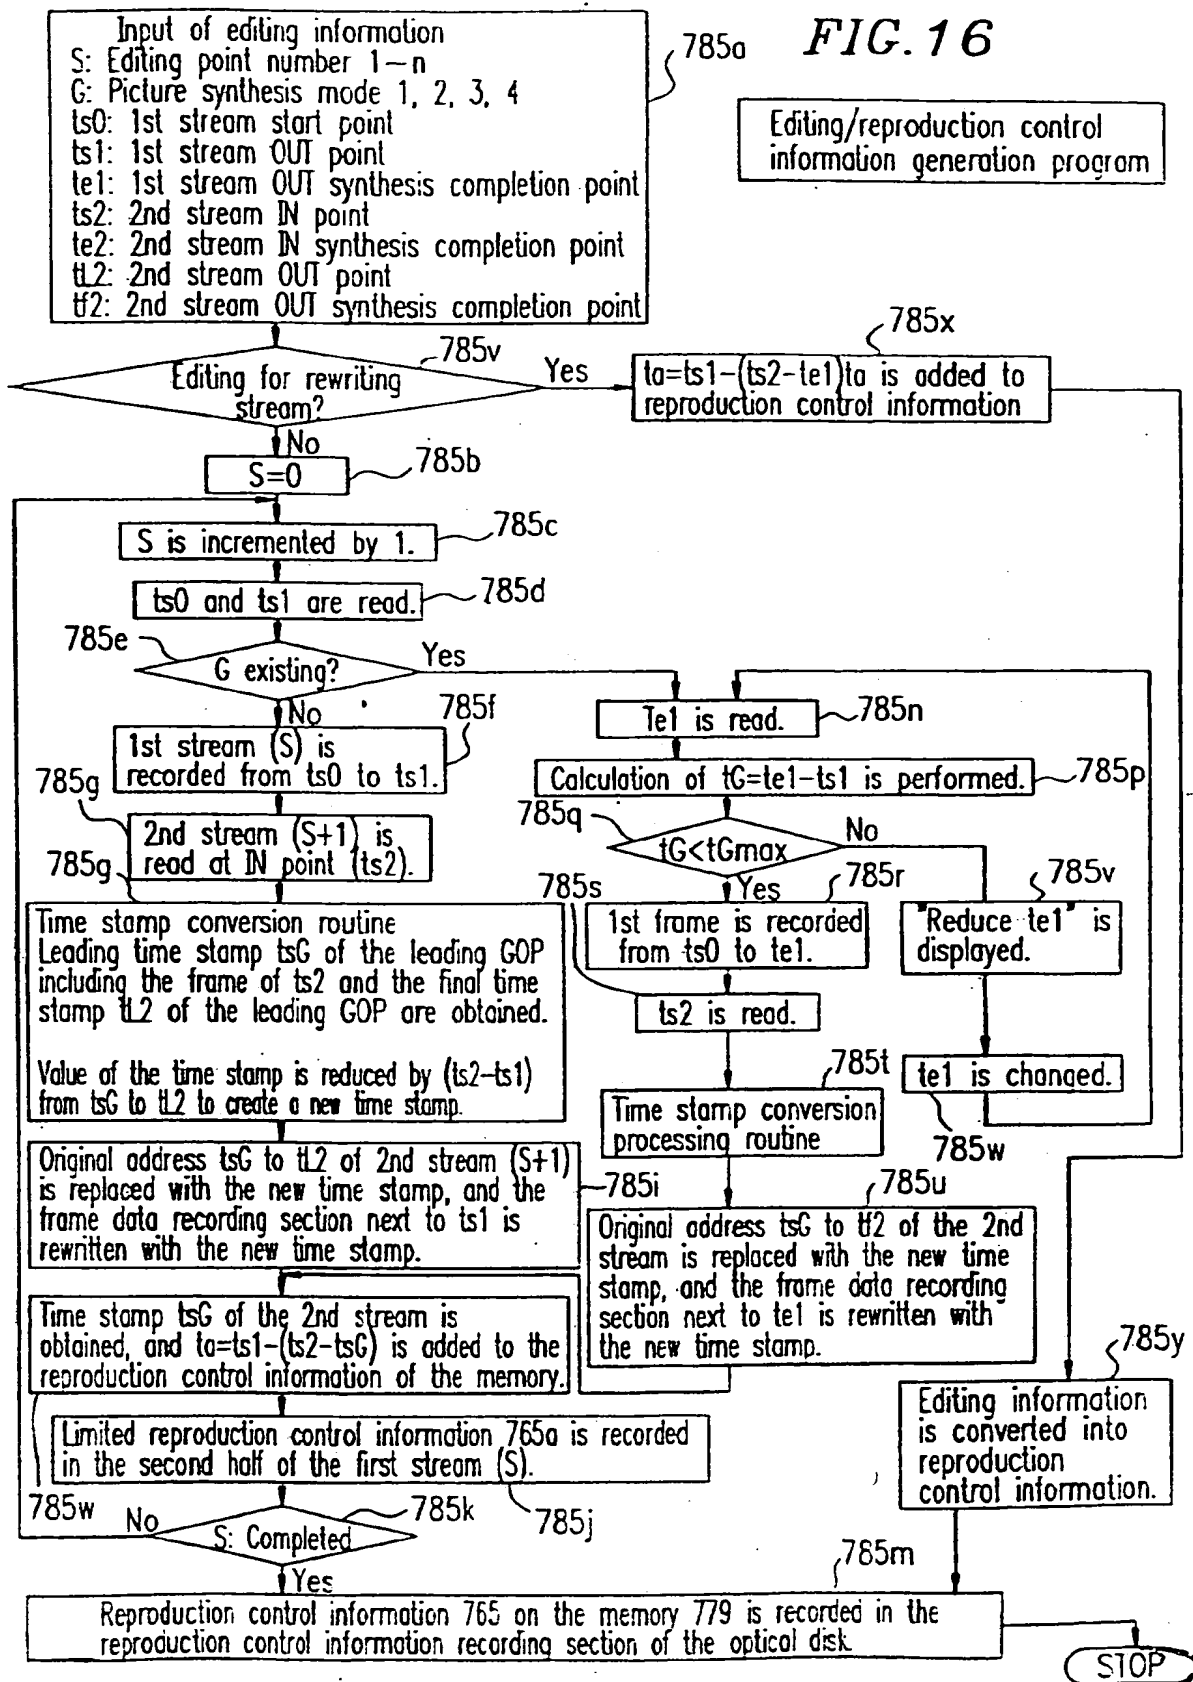 FIG.16
Input of editing information
S: Editing point number 1-n
G: Picture synthesis mode 1, 2, 3, 4
ts0: 1st stream start point
ts1: 1st stream OUT point
te1: 1st stream OUT synthesis completion point
ts2: 2nd stream IN point
te2: 2nd stream IN synthesis completion point
tL2: 2nd stream OUT point
tf2: 2nd stream OUT synthesis completion point
785a
Editing/reproduction control
information generation program
785v
Editing for rewriting
stream?
Yes
No
785x
ta=ts1-(ts2-te1)ta is added to
reproduction control information
S=0
785b
S is incremented by 1.
785c
ts0 and ts1 are read.
785d
785e
G existing?
Yes
No
785f
1st stream (S) is
recorded from ts0 to ts1.
785g
2nd stream (S+1) is
read at IN point (ts2).
785g
Time stamp conversion routine
Leading time stamp tsG of the leading GOP
including the frame of ts2 and the final time
stamp tL2 of the leading GOP are obtained.
Value of the time stamp is reduced by (ts2-ts1)
from tsG to tL2 to create a new time stamp.
Original address tsG to tL2 of 2nd stream (S+1)
is replaced with the new time stamp, and the
frame data recording section next to ts1 is
rewritten with the new time stamp.
785i
Time stamp tsG of the 2nd stream is
obtained, and ta=ts1-(ts2-tsG) is added to the
reproduction control information of the memory.
785w
Limited reproduction control information 765a is recorded
in the second half of the first stream (S).
785j
785k
S: Completed
No
Yes
Te1 is read.
785n
Calculation of tG=te1-ts1 is performed.
785p
785q
tG<tGmax
No
Yes
785r
1st frame is recorded
from ts0 to te1.
785s
ts2 is read.
785t
Time stamp conversion
processing routine
785u
Original address tsG to tf2 of the 2nd
stream is replaced with the new time
stamp, and the frame data recording
section next to te1 is rewritten with
the new time stamp.
785v
"Reduce te1" is
displayed.
te1 is changed.
785w
785y
Editing information
is converted into
reproduction
control information.
785m
Reproduction control information 765 on the memory 779 is recorded in the
reproduction control information recording section of the optical disk.
STOP